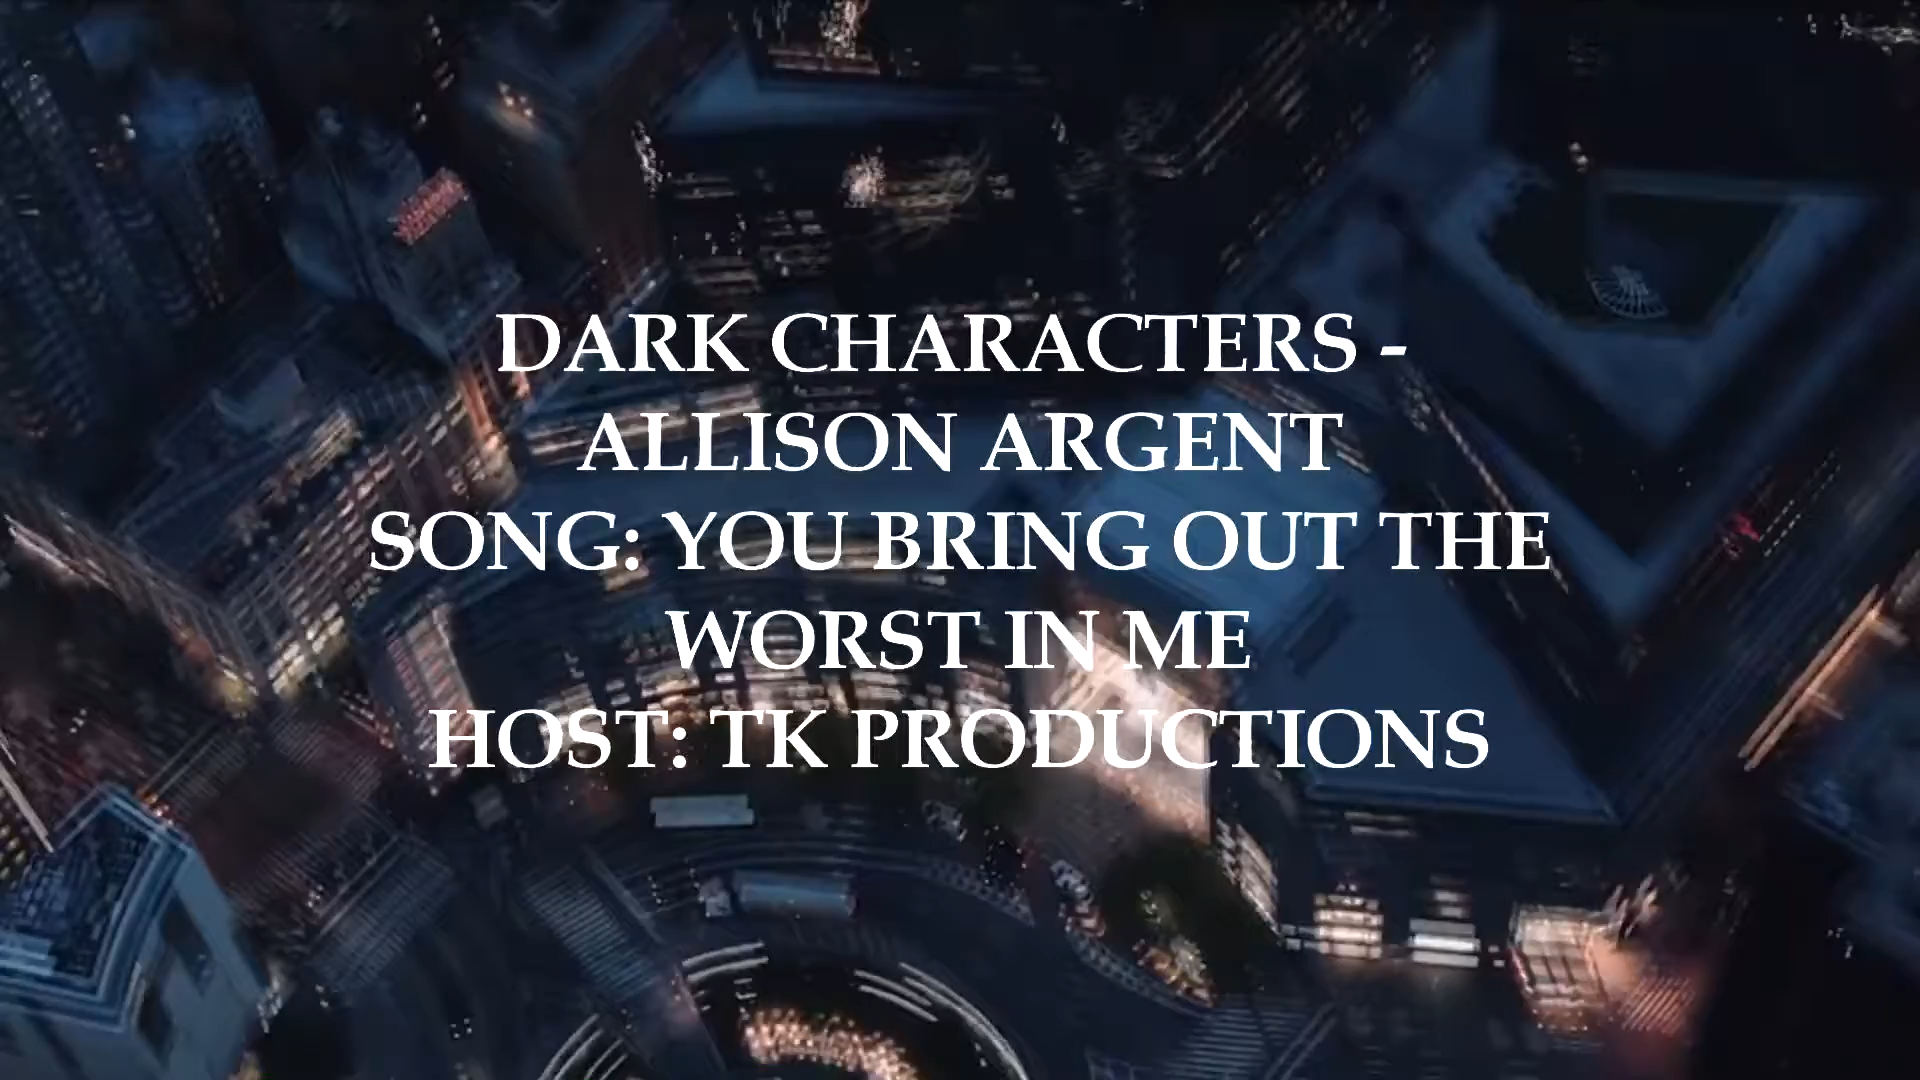 DARK CHARACTERS -
ALLISON ARGENT
SONG: YOU BRING OUT THE
WORST IN ME
HOST: TK PRODUCTIONS